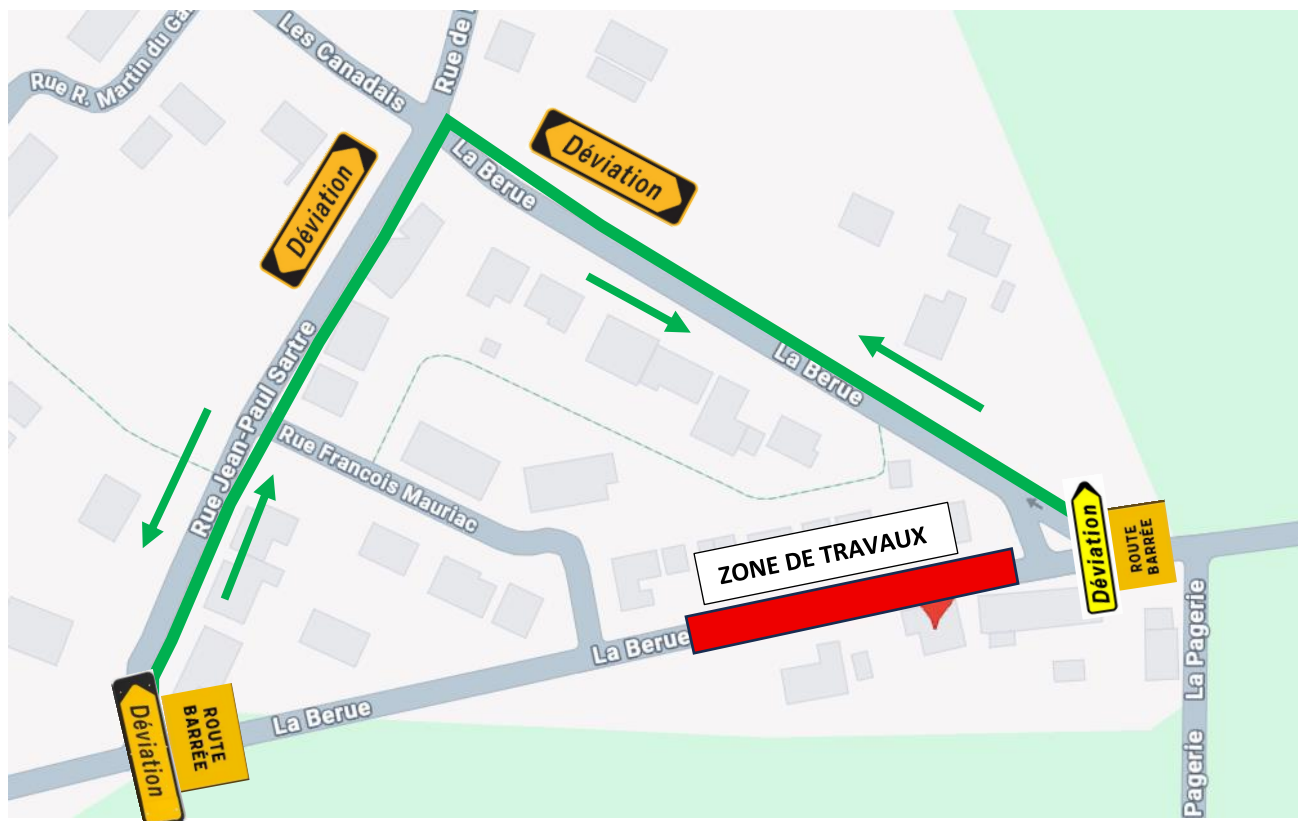 Les Canadais
Rue de
Rue R. Martin du Ga
Déviation
Déviation
La Berue
La Berue
Rue Jean-Paul Sartre
Rue Francois Mauriac
ZONE DE TRAVAUX
Déviation
ROUTE
BARRÉE
La Berue
La Pagerie
Pagerie
La Berue
Déviation
ROUTE
BARRÉE